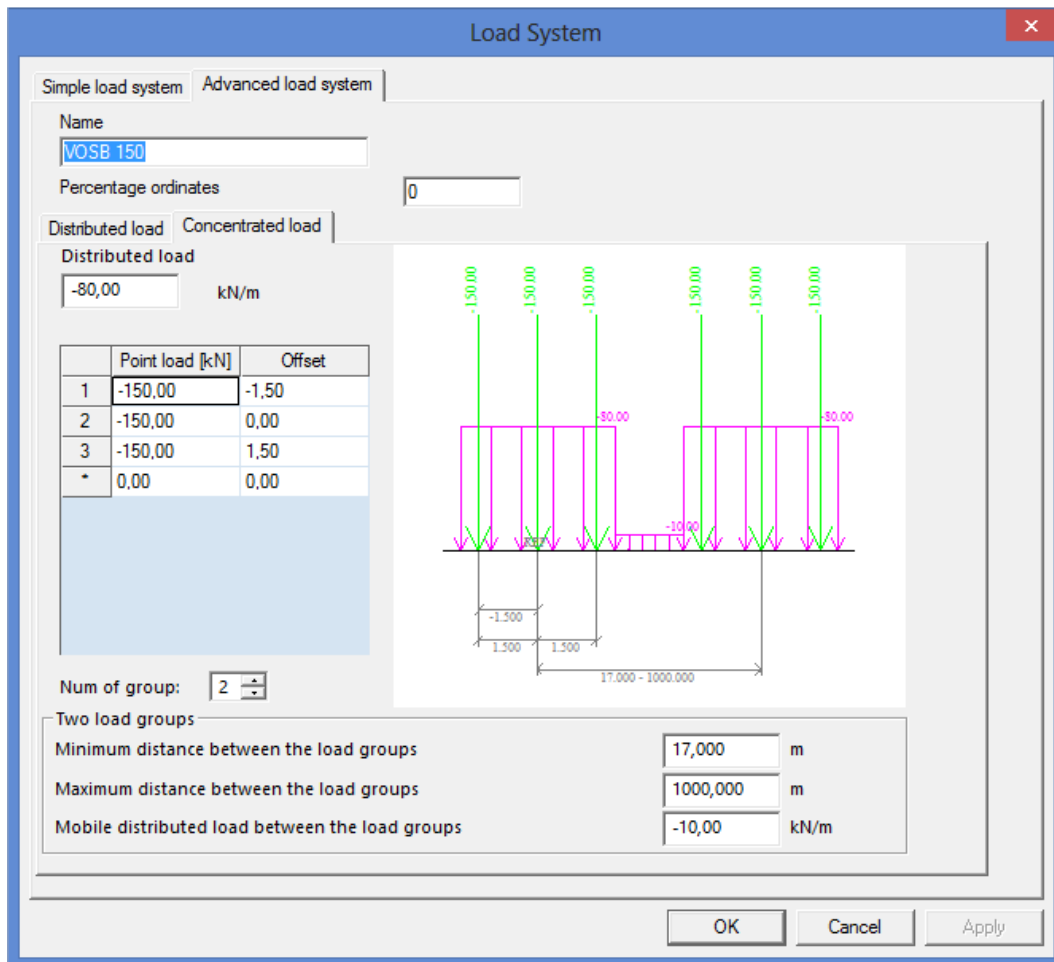 Load System
Simple load system Advanced load system
Name
VOSB 150
Percentage ordinates 0
Distributed load Concentrated load
Distributed load
-80,00 kN/m
Point load [kN] Offset
1 -150,00 -1,50
2 -150,00 0,00
3 -150,00 1,50
* 0,00 0,00
-150.00 -150.00 -150.00 -150.00 -150.00 -150.00
-80.00 -80.00
-10.00
-1.500
1.500 1.500
17.000 - 1000.000
Num of group: 2
Two load groups
Minimum distance between the load groups 17,000 m
Maximum distance between the load groups 1000,000 m
Mobile distributed load between the load groups -10,00 kN/m
OK Cancel Apply